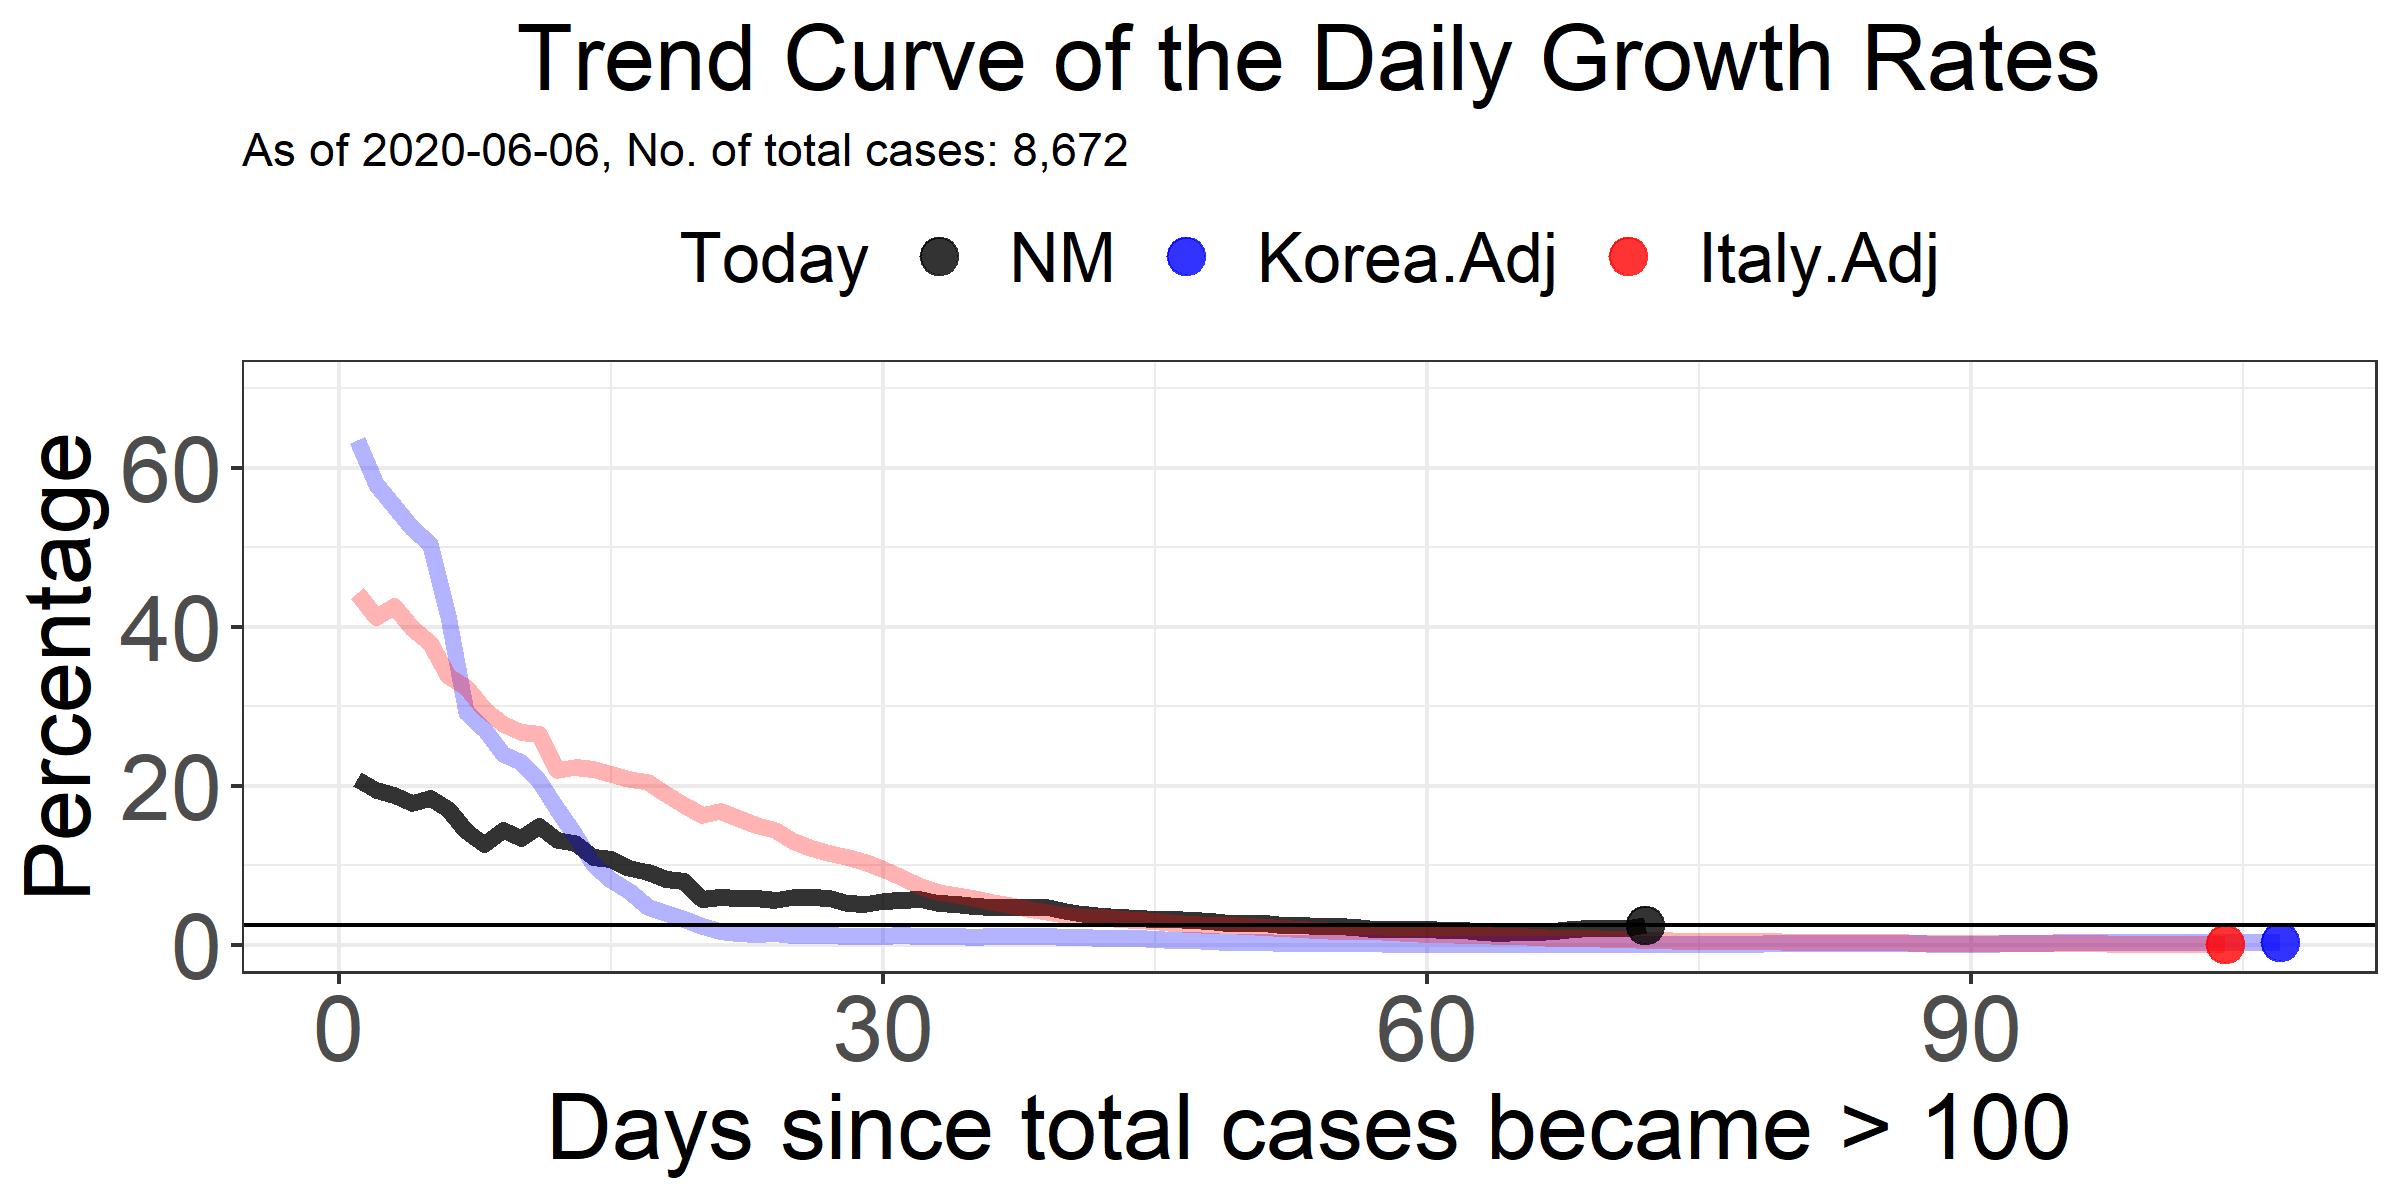 Trend Curve of the Daily Growth Rates
As of 2020-06-06, No. of total cases: 8,672
Today NM Korea.Adj Italy.Adj
Percentage
60
40
20
0
0 30 60 90
Days since total cases became > 100